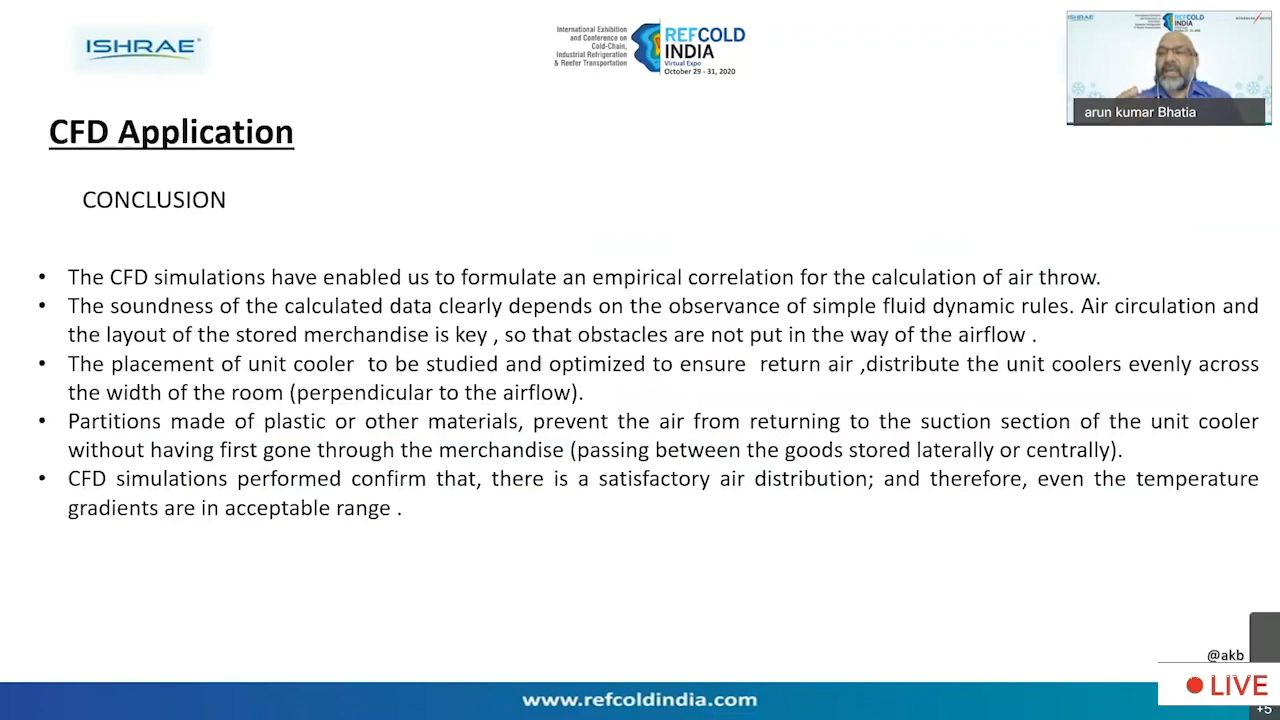 ISHRAE
International Exhibition
and Conference on
Cold-Chain,
Industrial Refrigeration
& Reefer Transportation
REFCOLD
INDIA
Virtual Expo
October 29 - 31, 2020
ISHRAE
REFCOLD
INDIA
arun kumar Bhatia
CFD Application
CONCLUSION
• The CFD simulations have enabled us to formulate an empirical correlation for the calculation of air throw.
• The soundness of the calculated data clearly depends on the observance of simple fluid dynamic rules. Air circulation and
the layout of the stored merchandise is key , so that obstacles are not put in the way of the airflow .
• The placement of unit cooler to be studied and optimized to ensure return air ,distribute the unit coolers evenly across
the width of the room (perpendicular to the airflow).
• Partitions made of plastic or other materials, prevent the air from returning to the suction section of the unit cooler
without having first gone through the merchandise (passing between the goods stored laterally or centrally).
• CFD simulations performed confirm that, there is a satisfactory air distribution; and therefore, even the temperature
gradients are in acceptable range .
@akb
www.refcoldindia.com
LIVE
+5